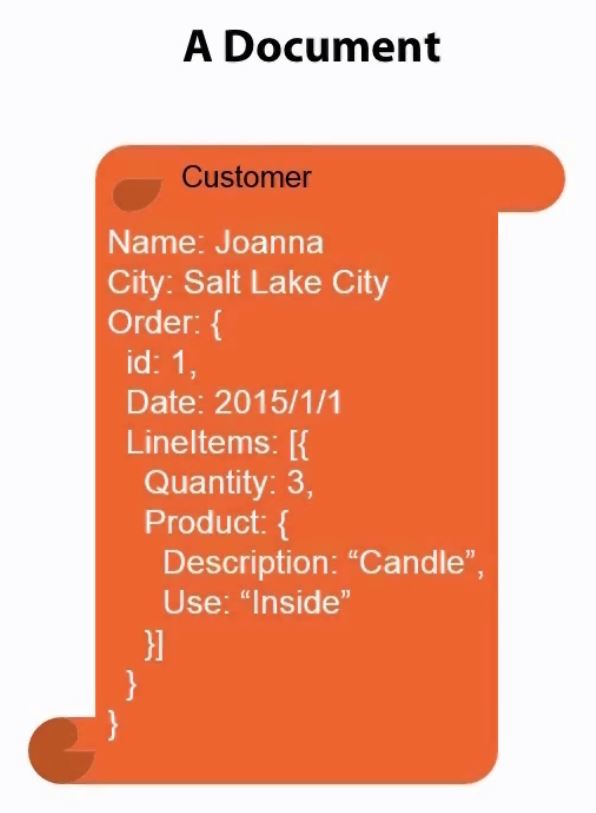 A Document
Customer
Name: Joanna
City: Salt Lake City
Order: {
id: 1,
Date: 2015/1/1
LineItems: [{
Quantity: 3,
Product: {
Description: “Candle”,
Use: “Inside”
}]
}
}